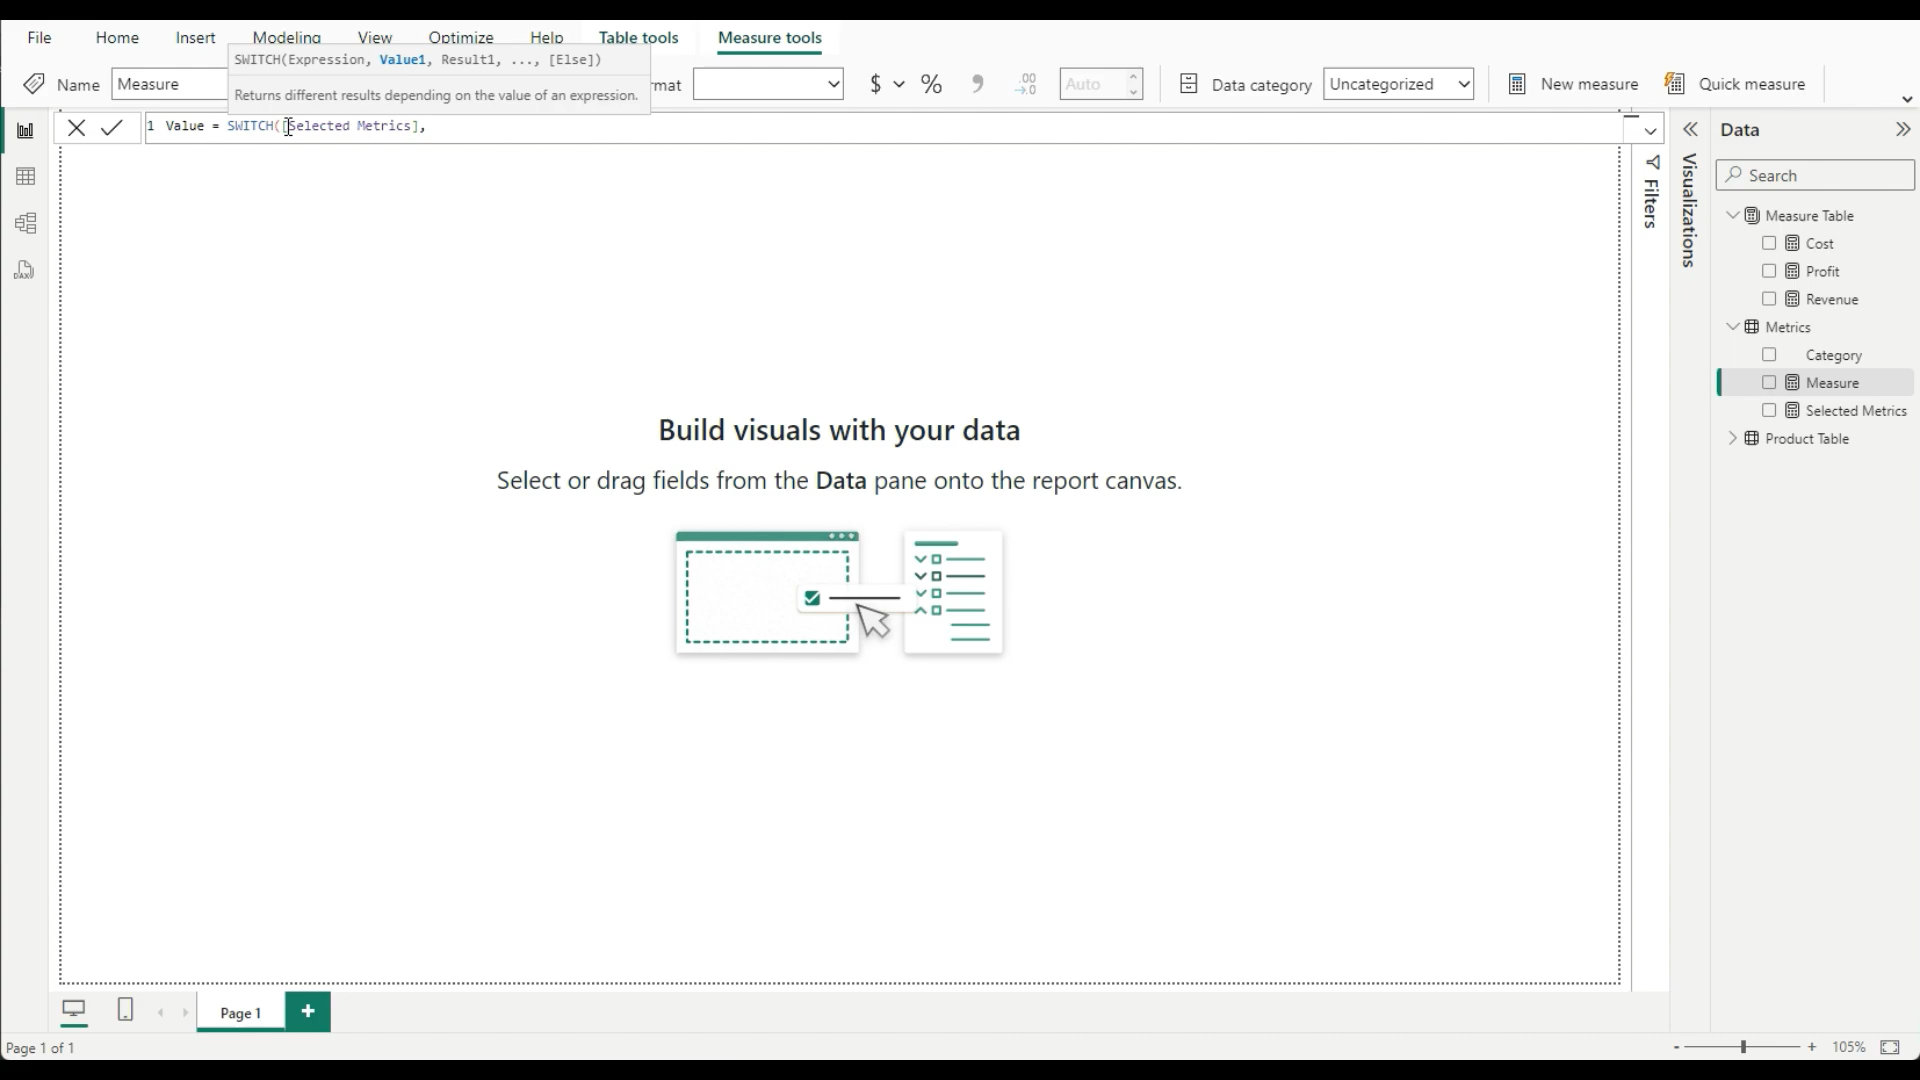 File Home Insert Modeling View Optimize Help Table tools Measure tools
SWITCH(Expression, Value1, Result1, ..., [Else])
Returns different results depending on the value of an expression.
Name Measure mat $ % .00 →.0 Auto Data category Uncategorized New measure Quick measure
1 Value = SWITCH([Selected Metrics],
Filters
Visualizations
Data
Search
Measure Table
Cost
Profit
Revenue
Metrics
Category
Measure
Selected Metrics
Product Table
DAX
Build visuals with your data
Select or drag fields from the Data pane onto the report canvas.
Page 1 +
Page 1 of 1
- + 105%